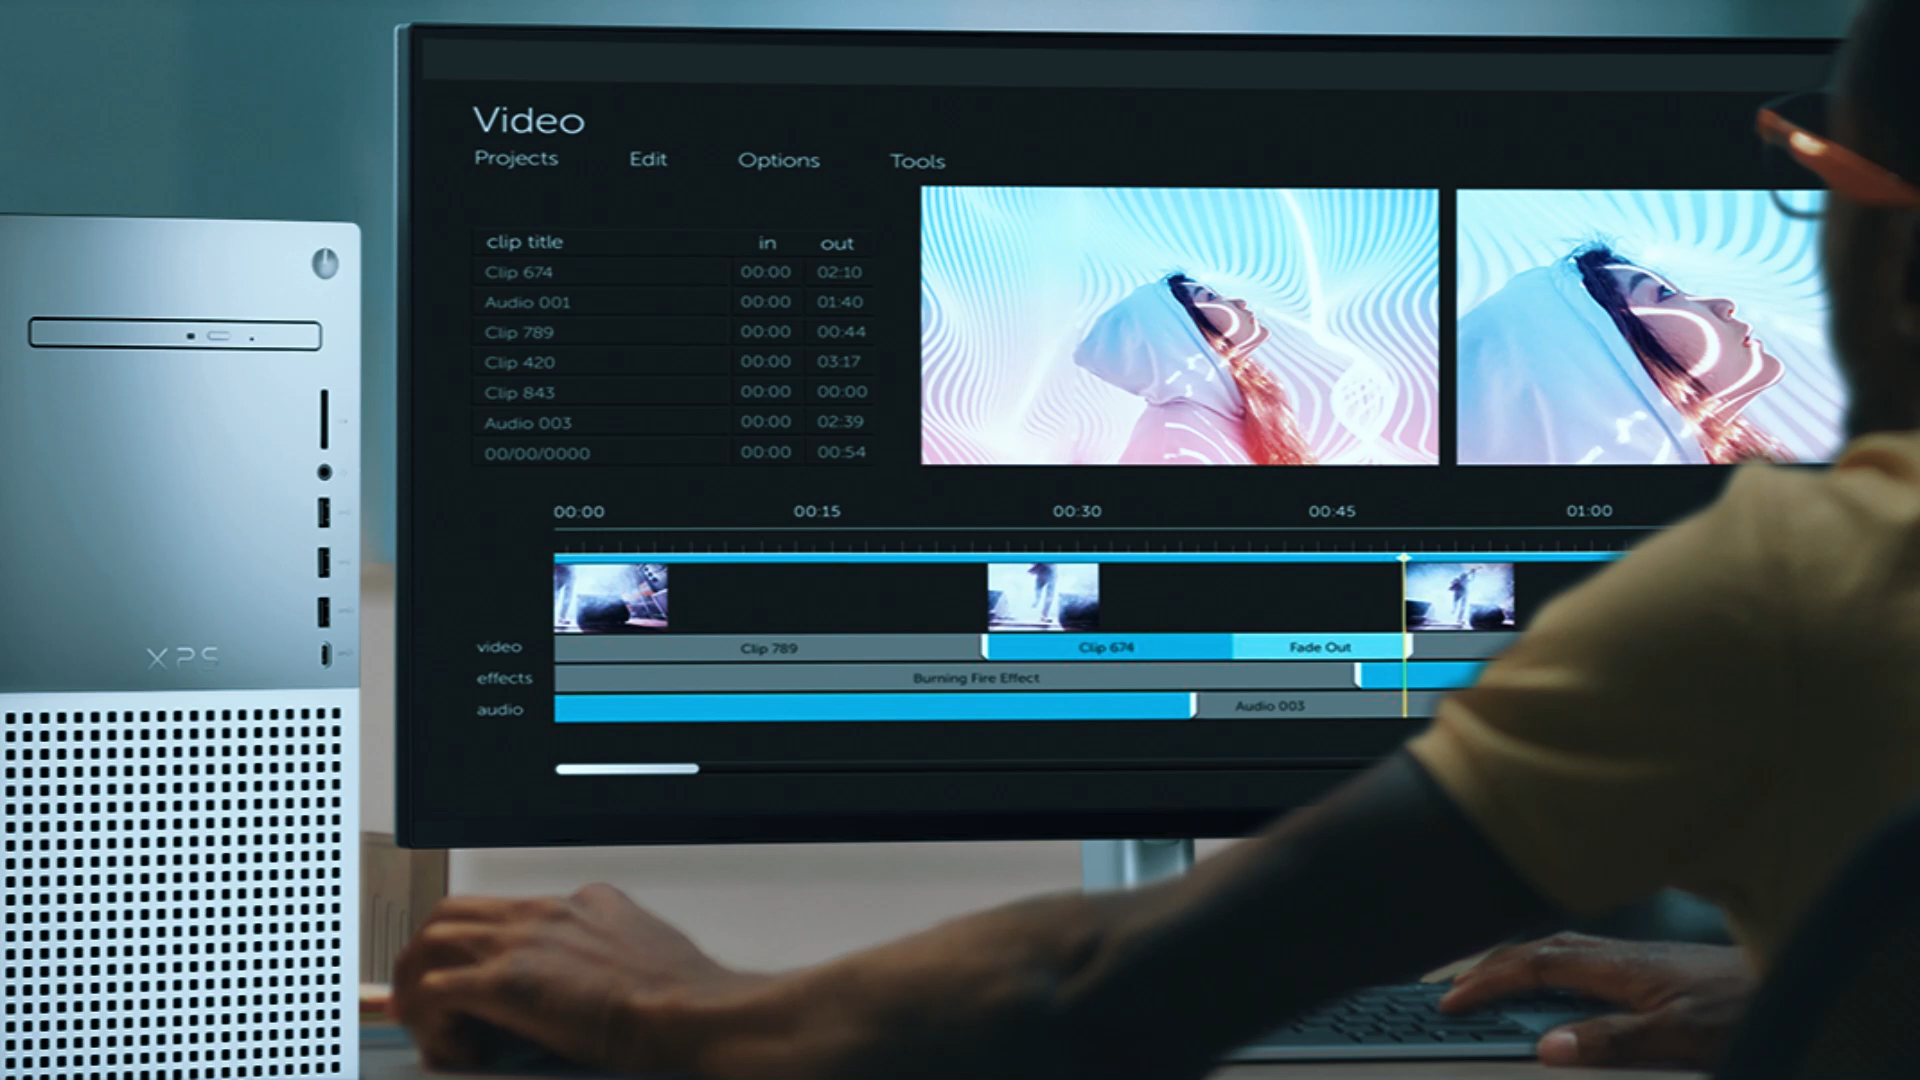 Video
Projects Edit Options Tools
clip title in out
Clip 674 00:00 02:10
Audio 001 00:00 01:40
Clip 789 00:00 00:44
Clip 420 00:00 03:17
Clip 843 00:00 00:00
Audio 003 00:00 02:39
00/00/0000 00:00 00:54
00:00 00:15 00:30 00:45 01:00
video Clip 789 Clip 674 Fade Out
effects Burning Fire Effect
audio Audio 003
XPS